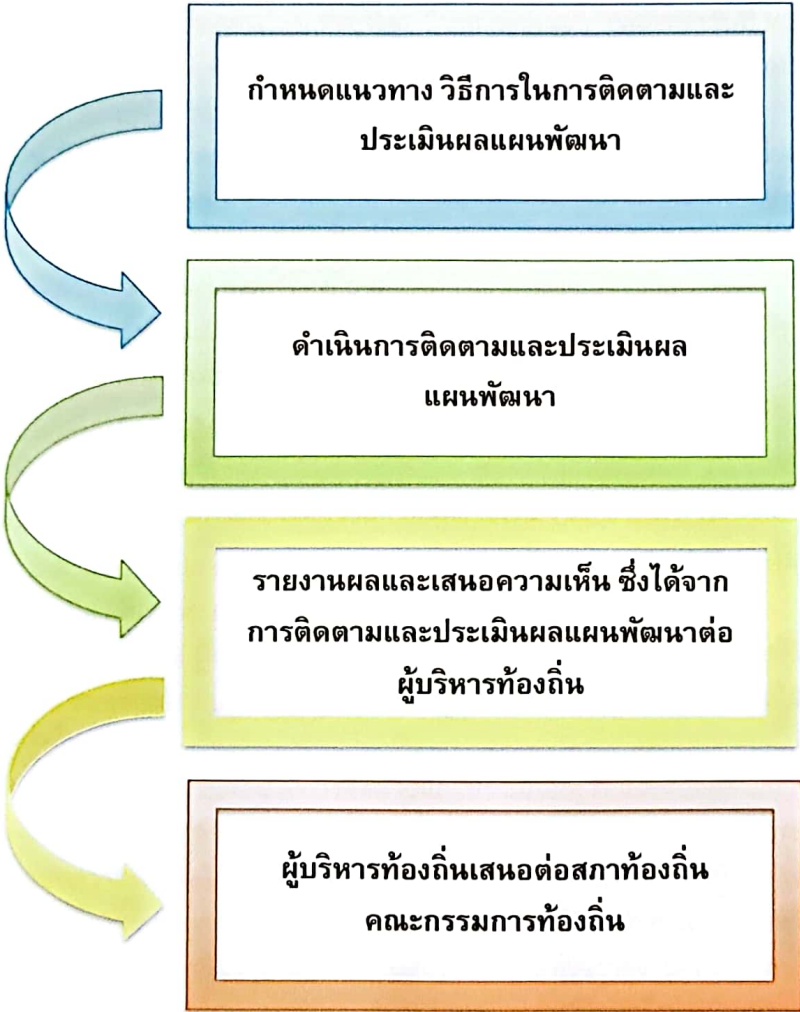 กำหนดแนวทาง วิธีการในการติดตามและ
ประเมินผลแผนพัฒนา
ดำเนินการติดตามและประเมินผล
แผนพัฒนา
รายงานผลและเสนอความเห็น ซึ่งได้จาก
การติดตามและประเมินผลแผนพัฒนาต่อ
ผู้บริหารท้องถิ่น
ผู้บริหารท้องถิ่นเสนอต่อสภาท้องถิ่น
คณะกรรมการท้องถิ่น